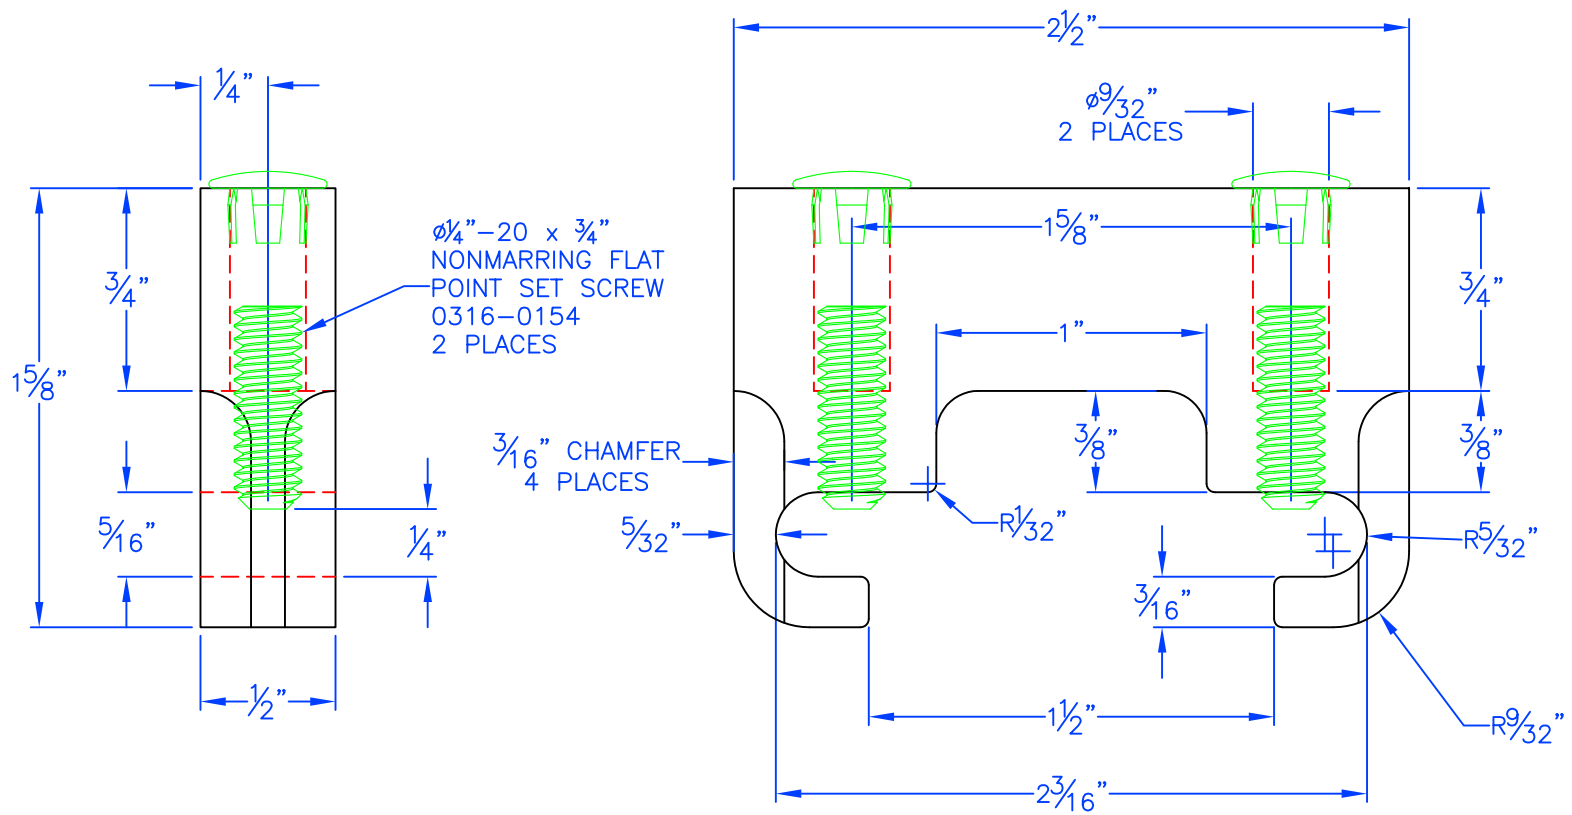 2 1/2"
1/4"
ø9/32"
2 PLACES
ø1/4"-20 x 3/4"
NONMARRING FLAT
POINT SET SCREW
0316-0154
2 PLACES
1 5/8"
3/4"
3/4"
1"
1 5/8"
3/8"
3/8"
3/16" CHAMFER
4 PLACES
5/16"
1/4"
5/32"
R1/32"
R5/32"
3/16"
1/2"
1 1/2"
R9/32"
2 3/16"